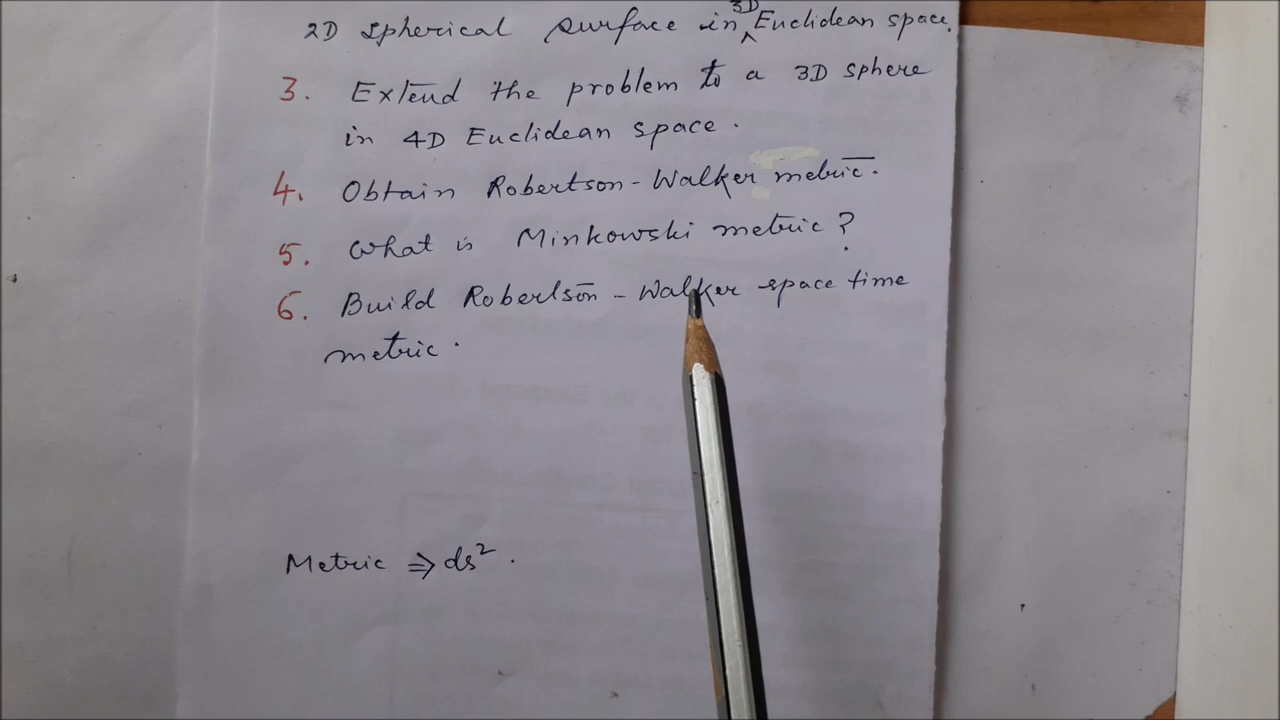 2D spherical surface in 3D Euclidean space.
3. Extend the problem to a 3D sphere
in 4D Euclidean space.
4. Obtain Robertson-Walker metric.
5. What is Minkowski metric?
6. Build Robertson-Walker space time
metric.
Metric ⇒ ds².